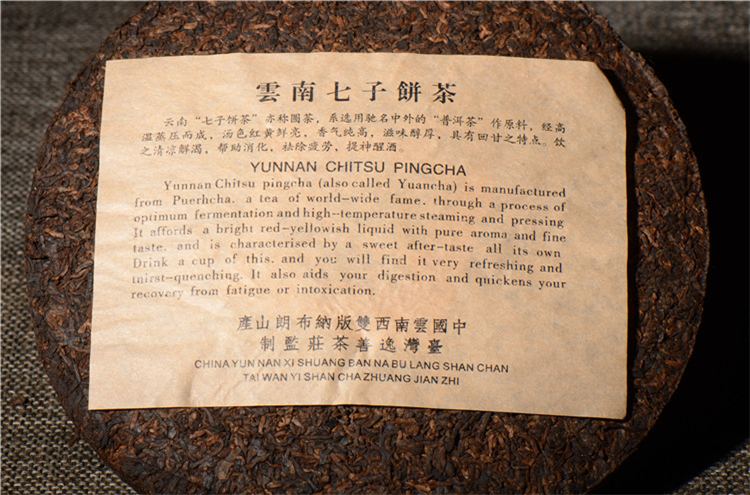 雲南七子餅茶
云南“七子饼茶”亦称圆茶，系选用驰名中外的“普洱茶”作原料，经高
温蒸压而成，汤色红黄鲜亮，香气纯高，滋味醇厚，具有回甘之特点。饮
之清凉解渴，帮助消化，祛除疲劳，提神醒酒。
YUNNAN CHITSU PINGCHA
Yunnan Chitsu pingcha (also called Yuancha) is manufactured
from Puerhcha. a tea of world-wide fame. through a process of
optimum fermentation and high-temperature steaming and pressing
It affords a bright red-yellowish liquid with pure aroma and fine
taste. and is characterised by a sweet after-taste all its own
Drink a cup of this. and you will find it very refreshing and
thirst-quenching. It also aids your digestion and quickens your
recovery from fatigue or intoxication.
產山朗布納版雙西南雲國中
制監莊茶善逸灣臺
CHINA YUN NAN XI SHUANG BAN NA BU LANG SHAN CHAN
TAI WAN YI SHAN CHA ZHUANG JIAN ZHI